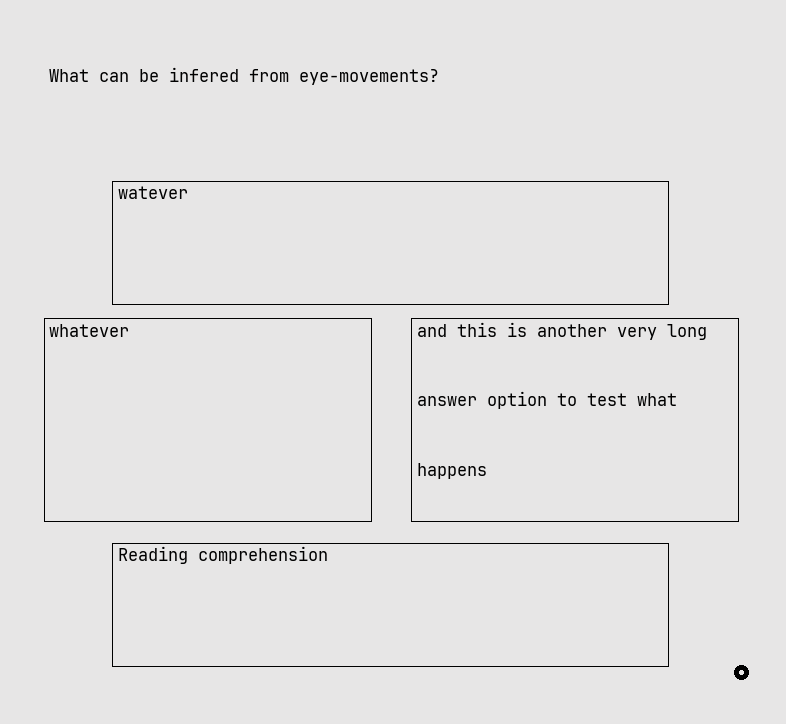 What can be infered from eye-movements?
watever
whatever
and this is another very long
answer option to test what
happens
Reading comprehension